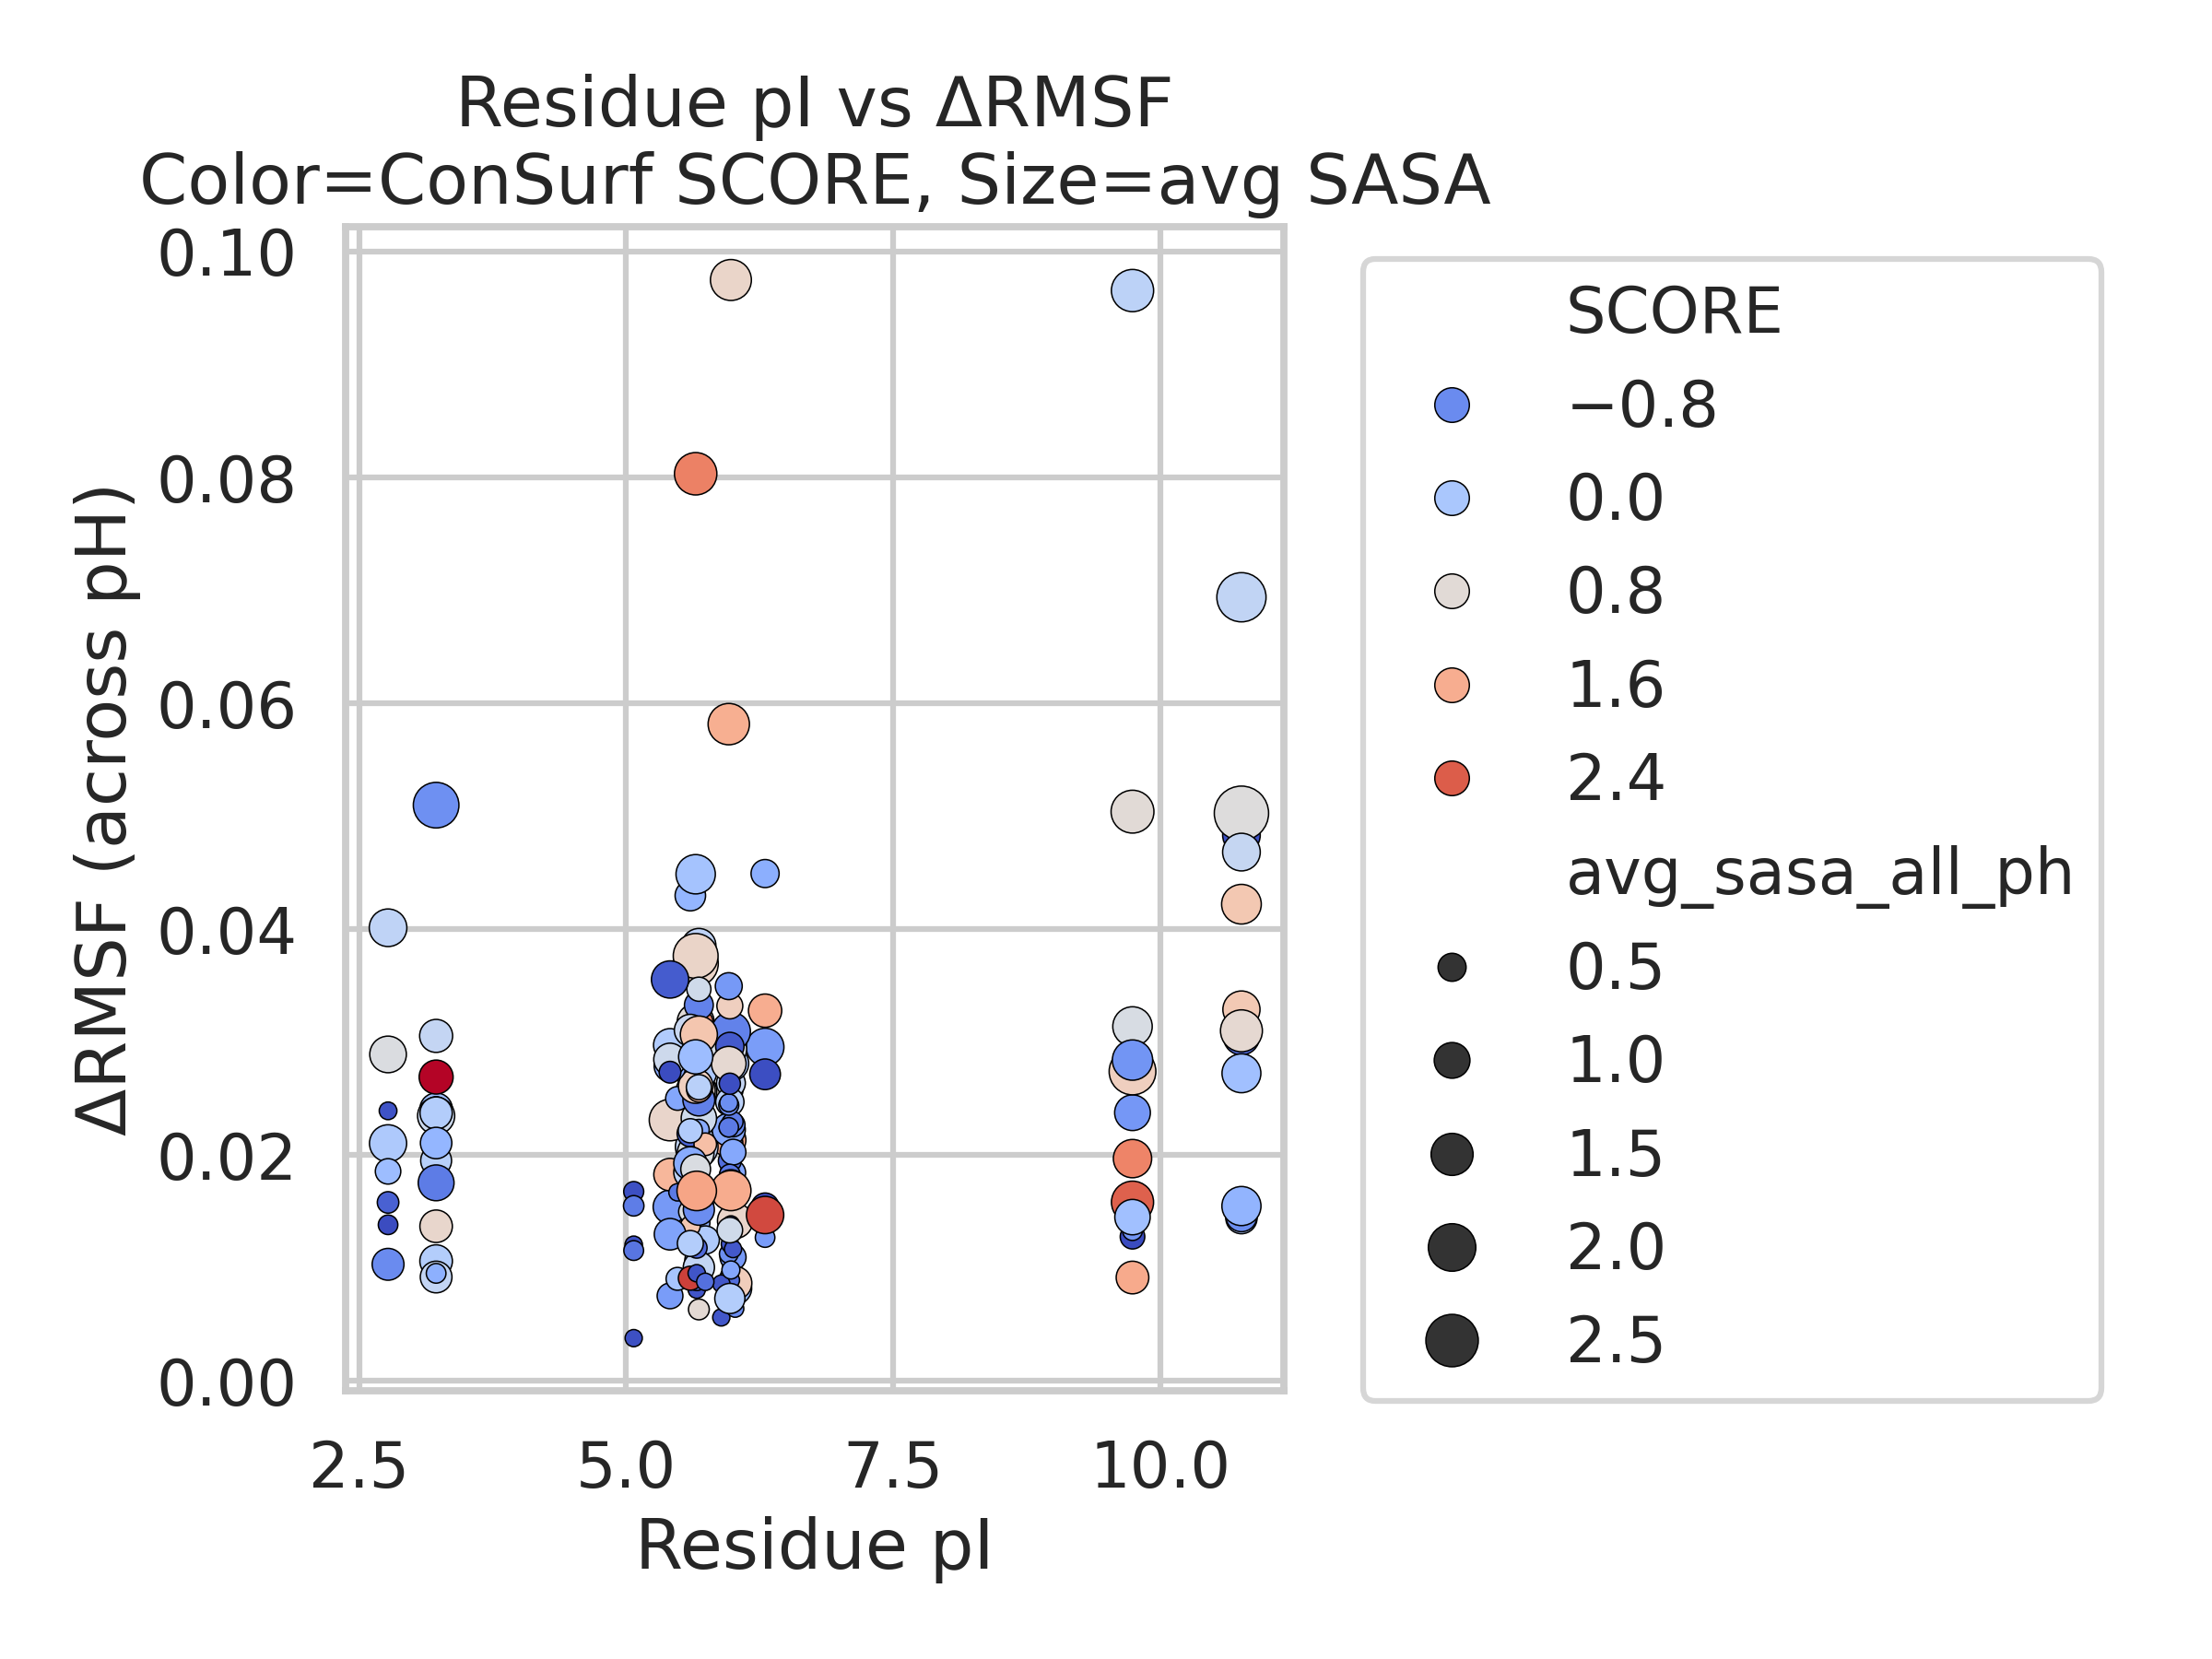 Residue pI vs ΔRMSF
Color=ConSurf SCORE, Size=avg SASA
ΔRMSF (across pH)
0.10
0.08
0.06
0.04
0.02
0.00
2.5 5.0 7.5 10.0
Residue pI
SCORE
−0.8
0.0
0.8
1.6
2.4
avg_sasa_all_ph
0.5
1.0
1.5
2.0
2.5